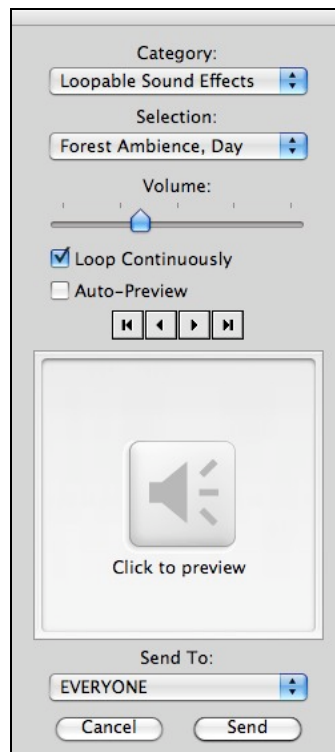 Category:
Loopable Sound Effects
Selection:
Forest Ambience, Day
Volume:
Loop Continuously
Auto-Preview
Click to preview
Send To:
EVERYONE
Cancel
Send